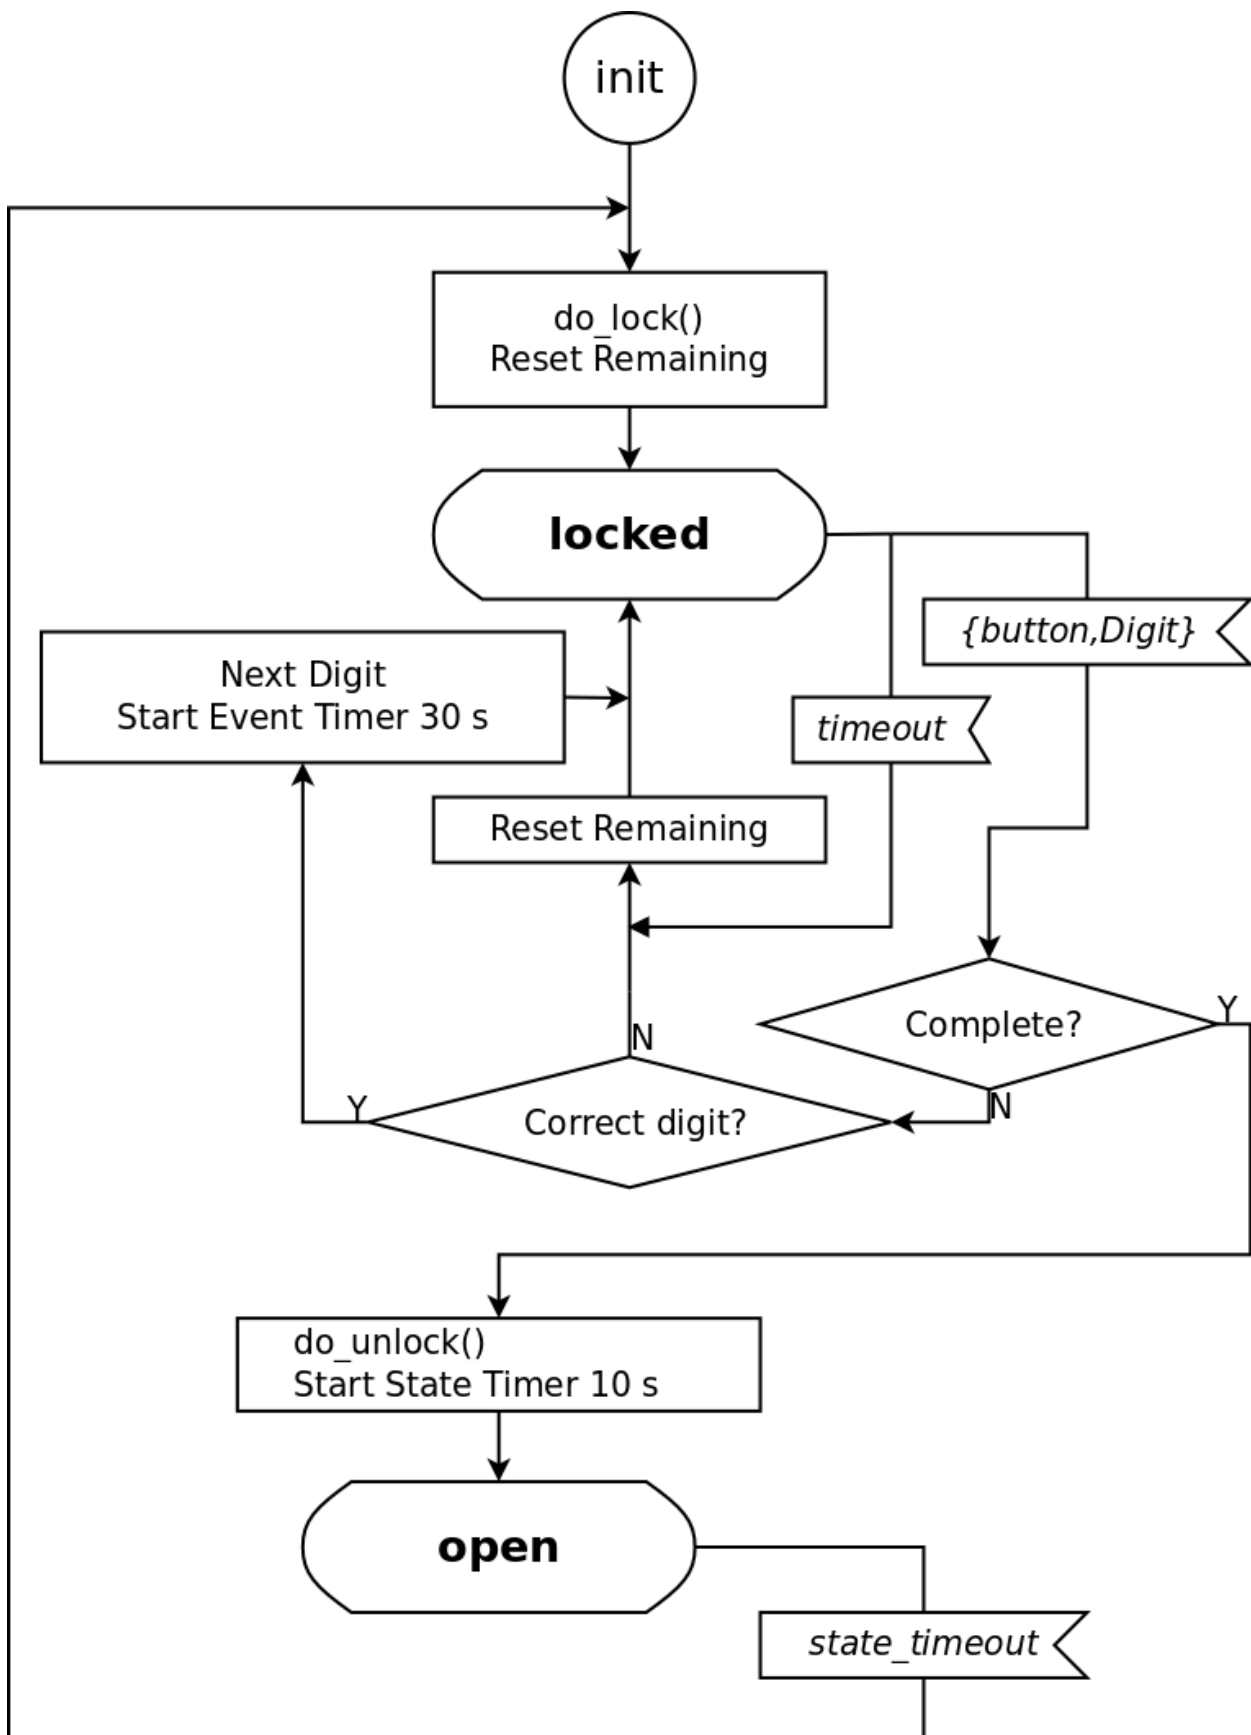 init
do_lock()
Reset Remaining
locked
{button,Digit}
Next Digit
Start Event Timer 30 s
timeout
Reset Remaining
Complete?
Y
N
N
Correct digit?
Y
do_unlock()
Start State Timer 10 s
open
state_timeout